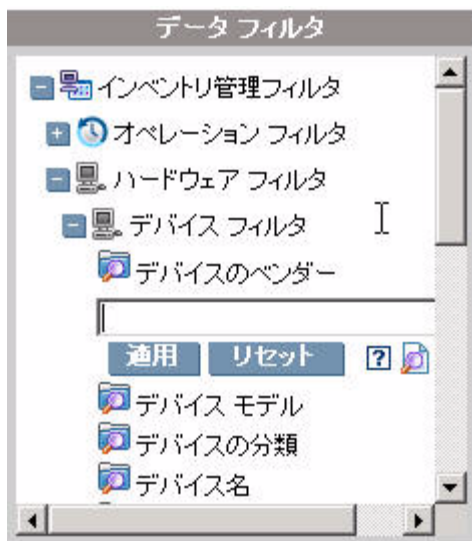 データ フィルタ
インベントリ管理フィルタ
オペレーション フィルタ
ハードウェア フィルタ
デバイス フィルタ
デバイスのベンダー
適用 リセット ?
デバイス モデル
デバイスの分類
デバイス名